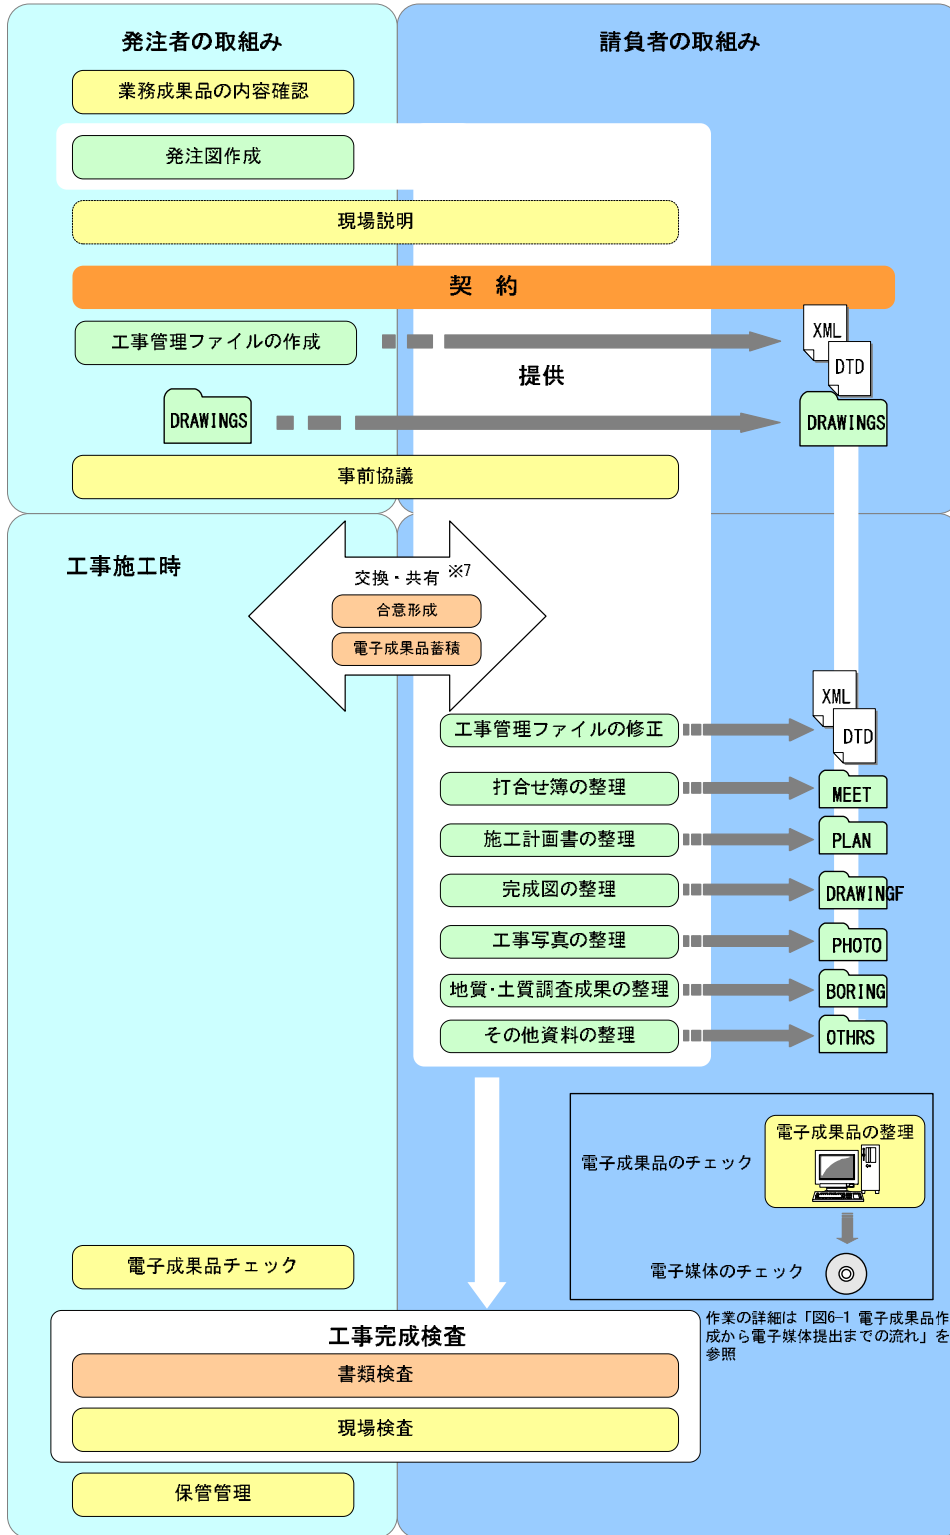 発注者の取組み
請負者の取組み
業務成果品の内容確認
発注図作成
現場説明
契 約
工事管理ファイルの作成
XML
DTD
提供
DRAWINGS
DRAWINGS
事前協議
工事施工時
交換・共有 ※7
合意形成
電子成果品蓄積
XML
DTD
工事管理ファイルの修正
打合せ簿の整理
MEET
施工計画書の整理
PLAN
完成図の整理
DRAWINGF
工事写真の整理
PHOTO
地質・土質調査成果の整理
BORING
その他資料の整理
OTHRS
電子成果品の整理
電子成果品のチェック
電子媒体のチェック
電子成果品チェック
作業の詳細は「図6-1 電子成果品作
成から電子媒体提出までの流れ」を
参照
工事完成検査
書類検査
現場検査
保管管理